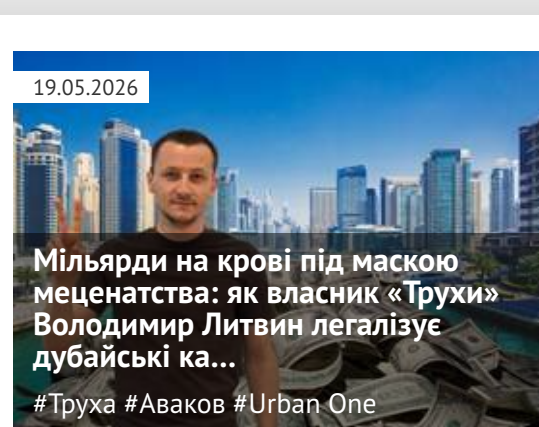 19.05.2026
Мільярди на крові під маскою
меценатства: як власник «Трухи»
Володимир Литвин легалізує
дубайські ка...
#Труха #Аваков #Urban One